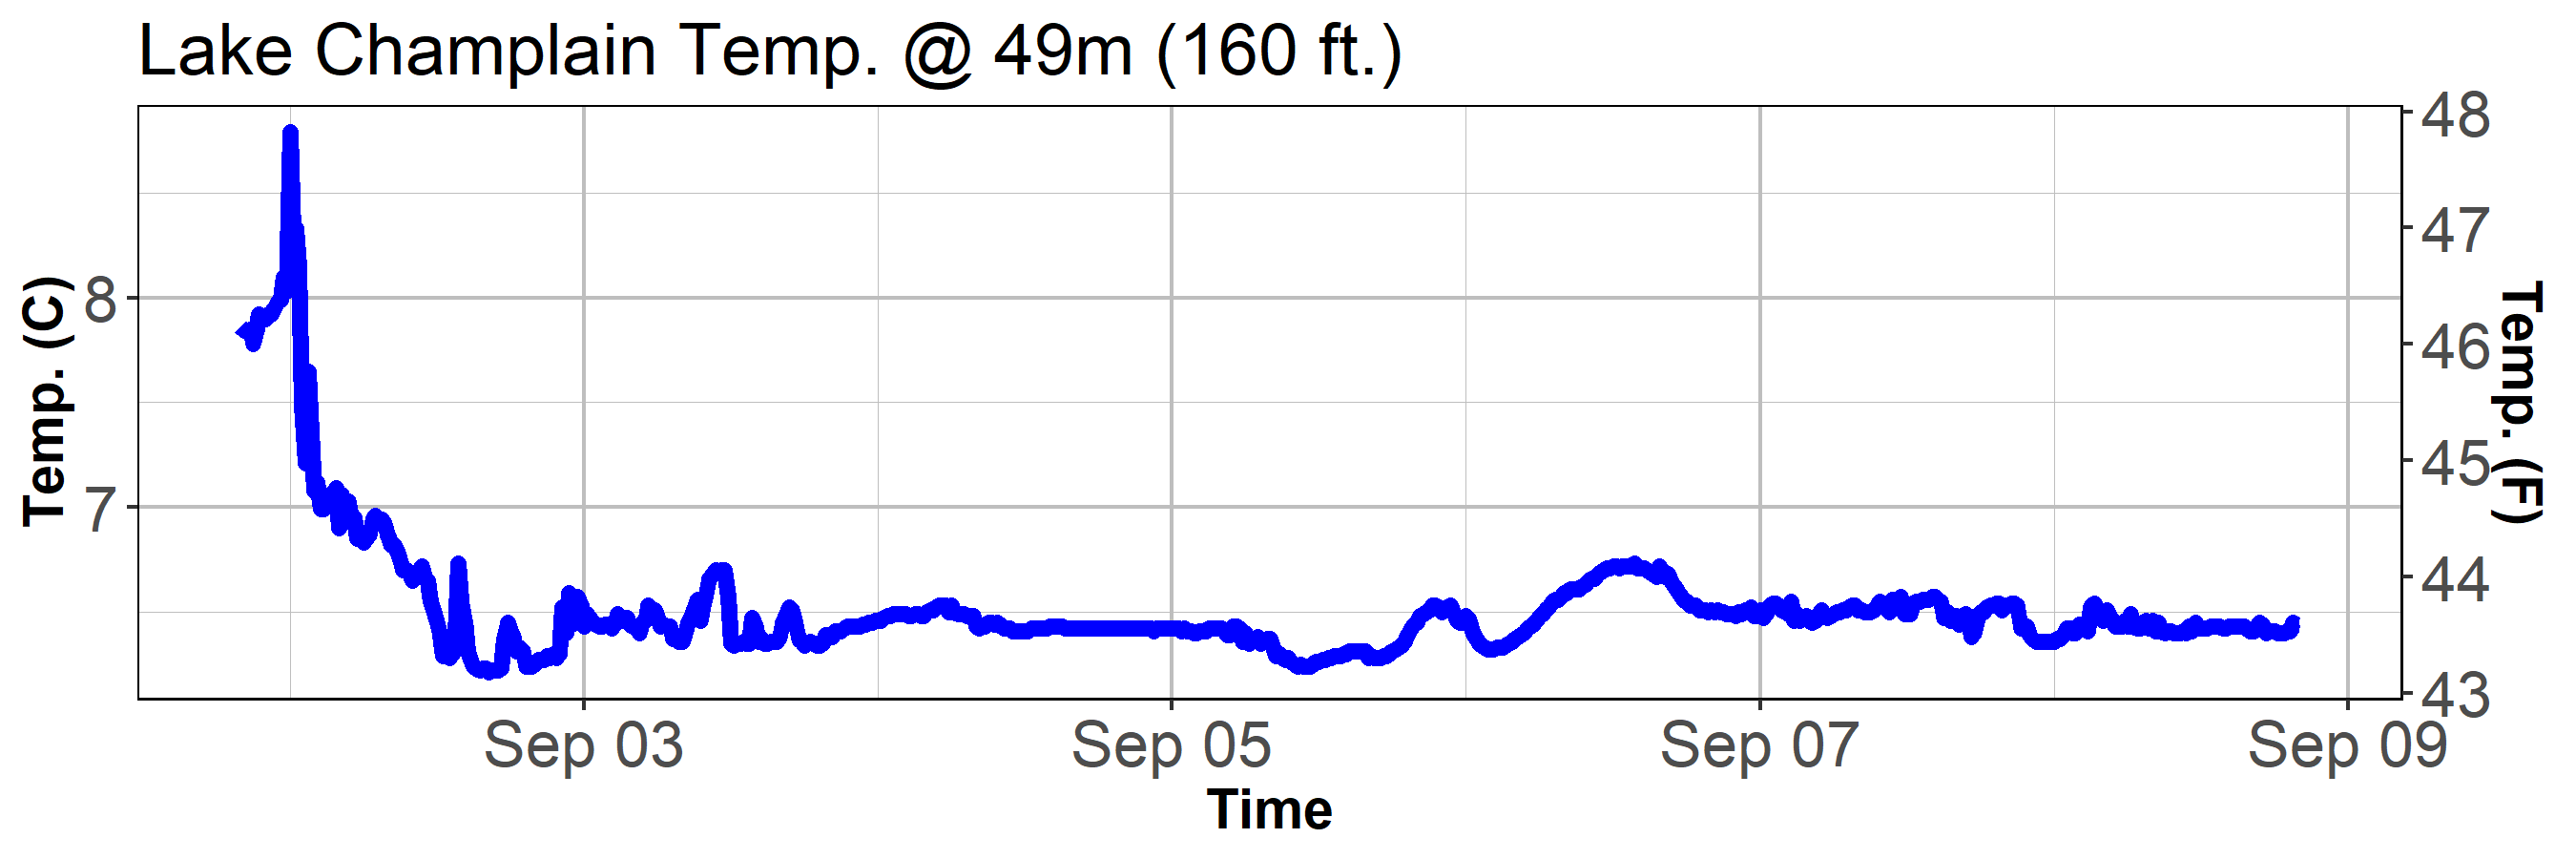 Lake Champlain Temp. @ 49m (160 ft.)
Temp. (C)
8
7
48
47
46
45
44
43
Temp. (F)
Sep 03 Sep 05 Sep 07 Sep 09
Time